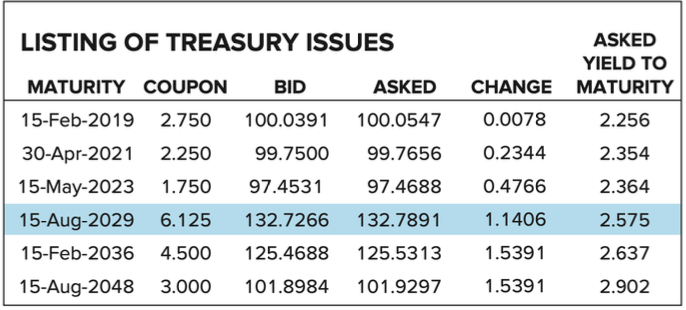 LISTING OF TREASURY ISSUES
ASKED
YIELD TO
MATURITY COUPON BID ASKED CHANGE MATURITY
15-Feb-2019 2.750 100.0391 100.0547 0.0078 2.256
30-Apr-2021 2.250 99.7500 99.7656 0.2344 2.354
15-May-2023 1.750 97.4531 97.4688 0.4766 2.364
15-Aug-2029 6.125 132.7266 132.7891 1.1406 2.575
15-Feb-2036 4.500 125.4688 125.5313 1.5391 2.637
15-Aug-2048 3.000 101.8984 101.9297 1.5391 2.902